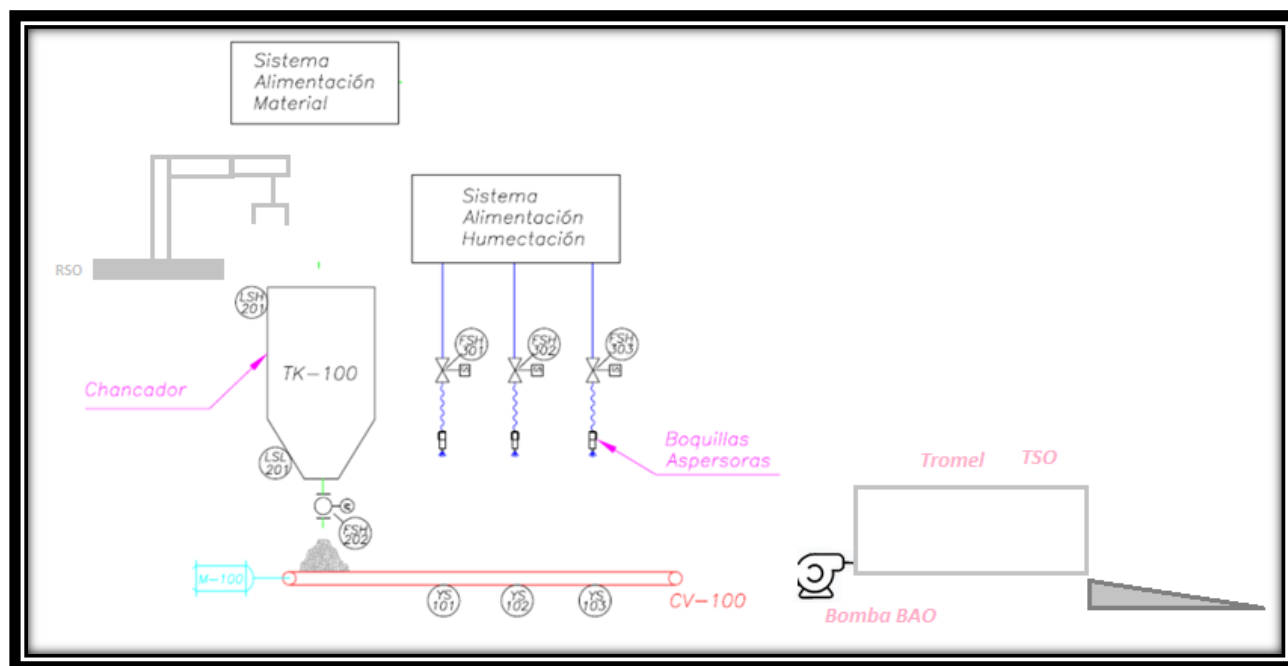 Sistema
Alimentación
Material
Sistema
Alimentación
Humectación
RSO
LSH
201
FSH
301
FSH
302
FSH
303
TK-100
Chancador
Boquillas
Aspersoras
LSL
201
Tromel TSO
FSH
202
M-100
YS
101
YS
102
YS
103
CV-100
Bomba BAO